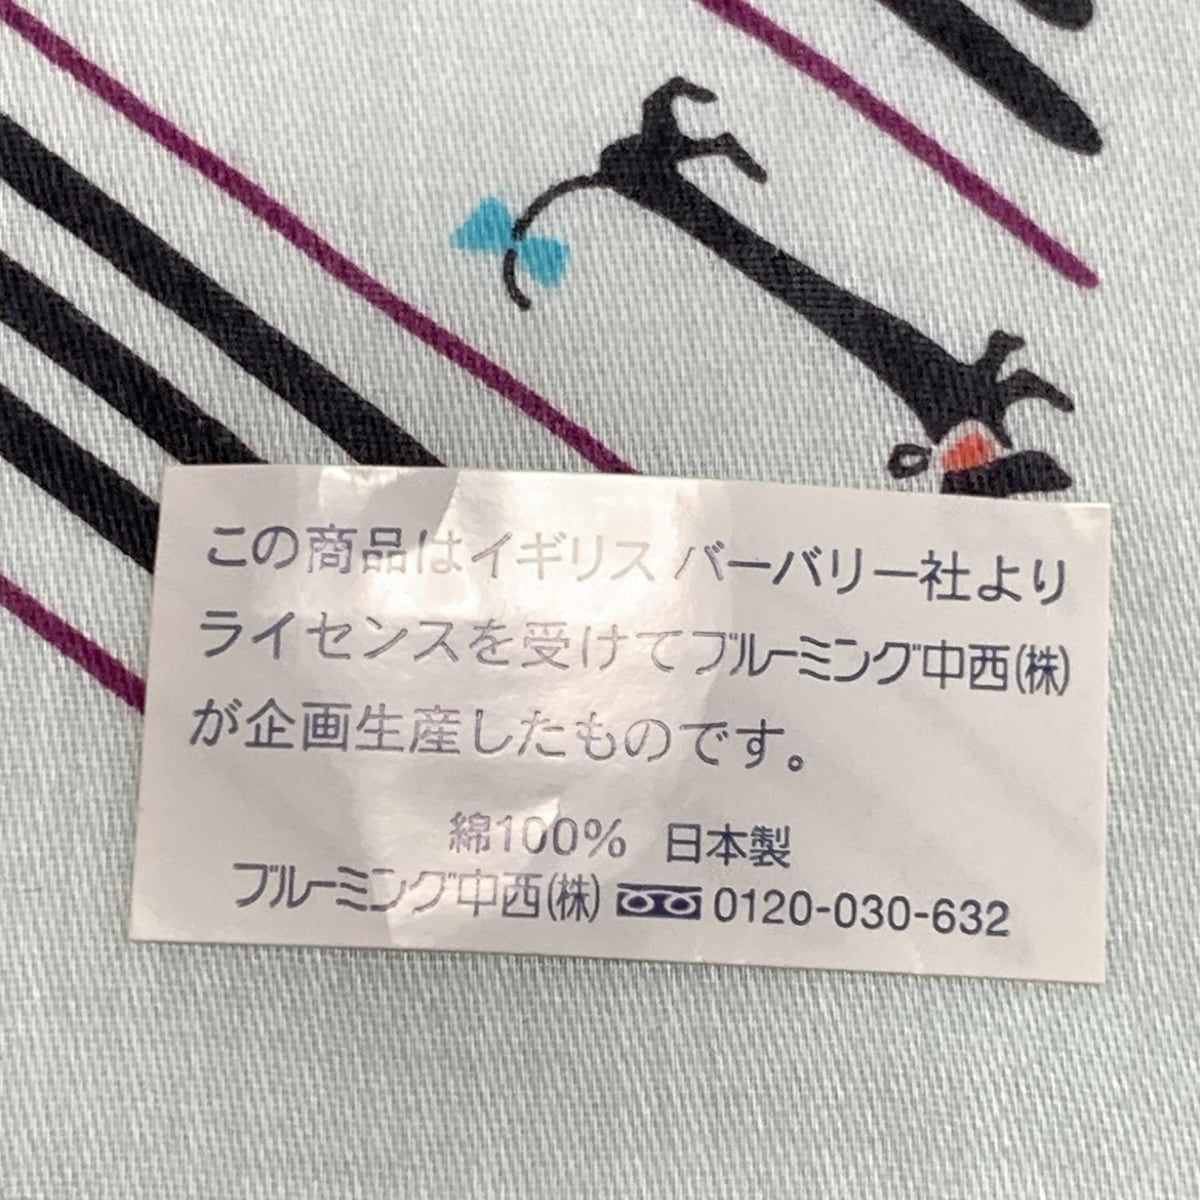 この商品はイギリス バーバリー社より
ライセンスを受けてブルーミング中西(株)
が企画生産したものです。
綿100% 日本製
ブルーミング中西(株) 0120-030-632